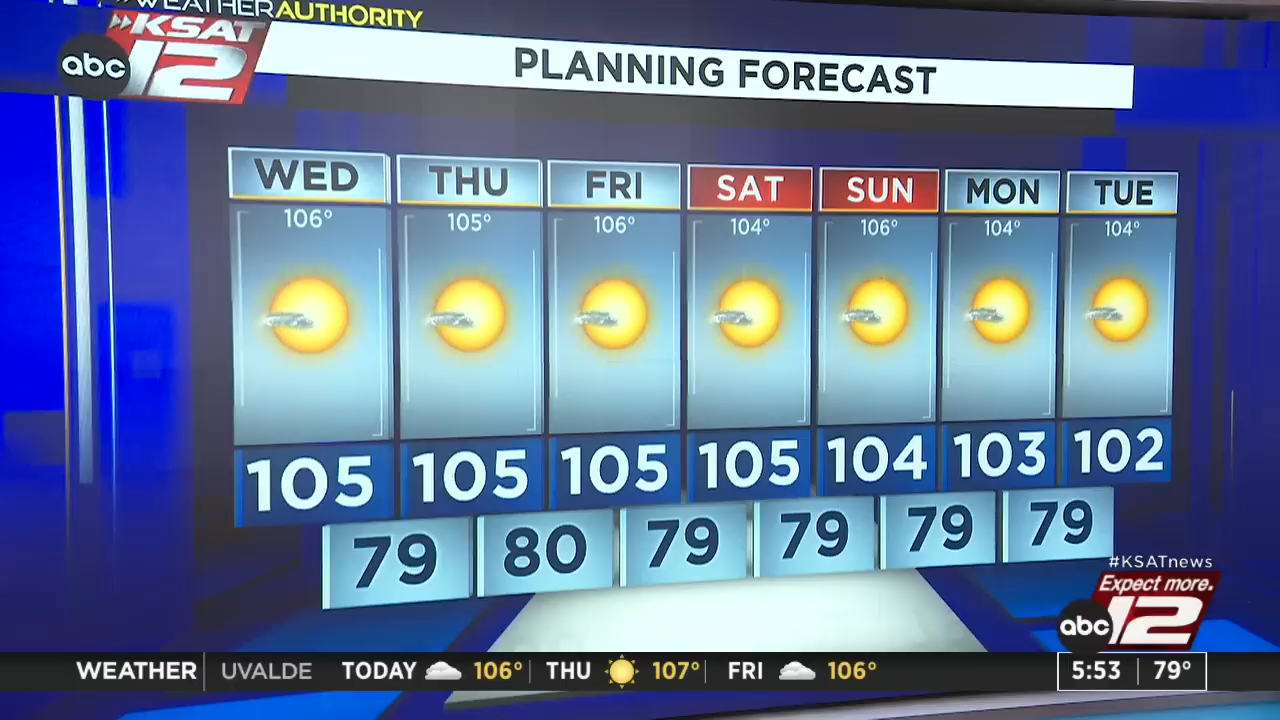 WEATHER AUTHORITY
KSAT
abc 12
PLANNING FORECAST
WED THU FRI SAT SUN MON TUE
106° 105° 106° 104° 106° 104° 104°
105 105 105 105 104 103 102
79 80 79 79 79 79
#KSATnews
Expect more.
abc 12
WEATHER UVALDE TODAY 106° THU 107° FRI 106° 5:53 79°